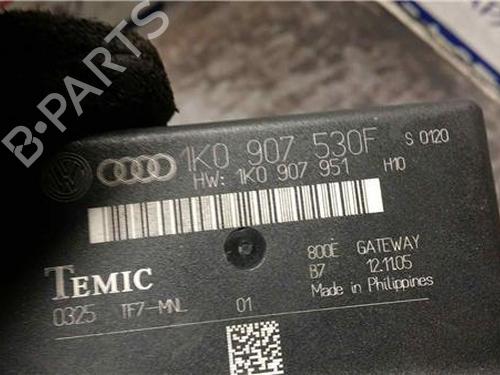 1K0 907 530F S 0120
HW: 1K0 907 951 H10
800E GATEWAY
B7 12.11.05
Made in Philippines
TEMIC
0325 TF7-MNL 01
B-PARTS